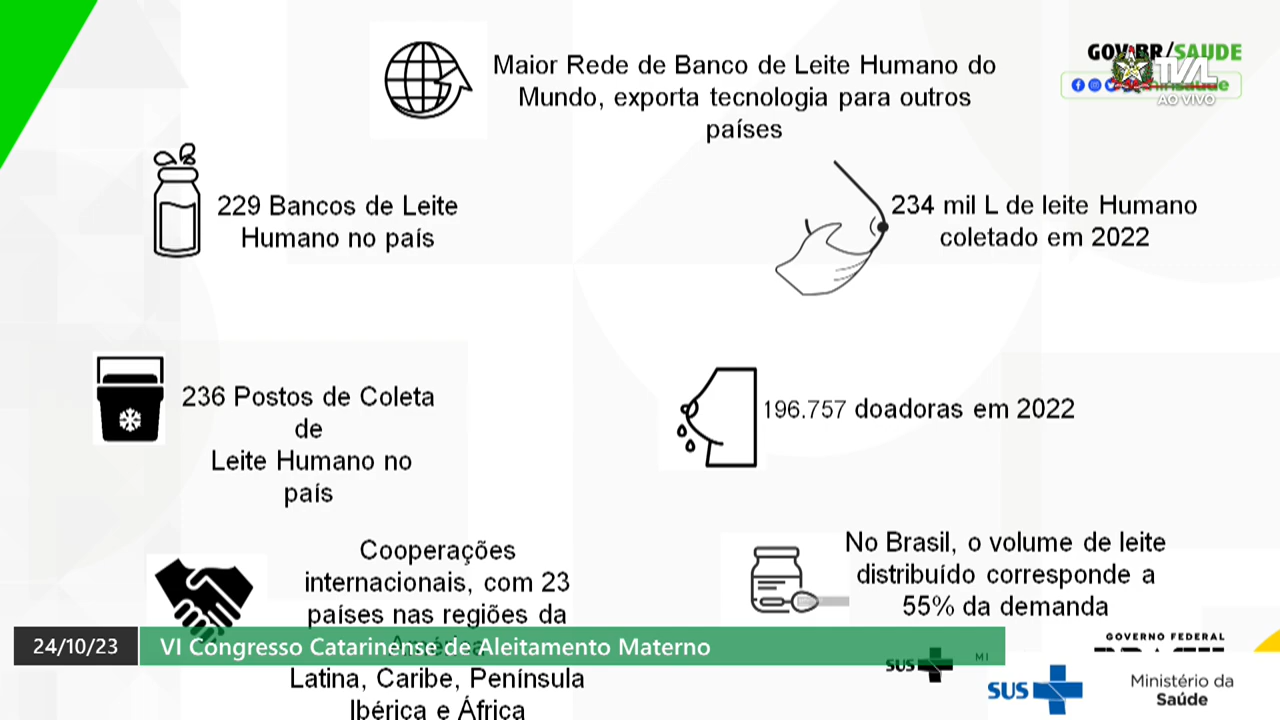 Maior Rede de Banco de Leite Humano do
Mundo, exporta tecnologia para outros
países
GOV.BR/SAUDE
TVAL
AO VIVO
229 Bancos de Leite
Humano no país
234 mil L de leite Humano
coletado em 2022
236 Postos de Coleta
de
Leite Humano no
país
196.757 doadoras em 2022
Cooperações
internacionais, com 23
países nas regiões da
América
Latina, Caribe, Península
Ibérica e África
No Brasil, o volume de leite
distribuído corresponde a
55% da demanda
24/10/23
VI Congresso Catarinense de Aleitamento Materno
SUS
MI
GOVERNO FEDERAL
SUS
Ministério da
Saúde